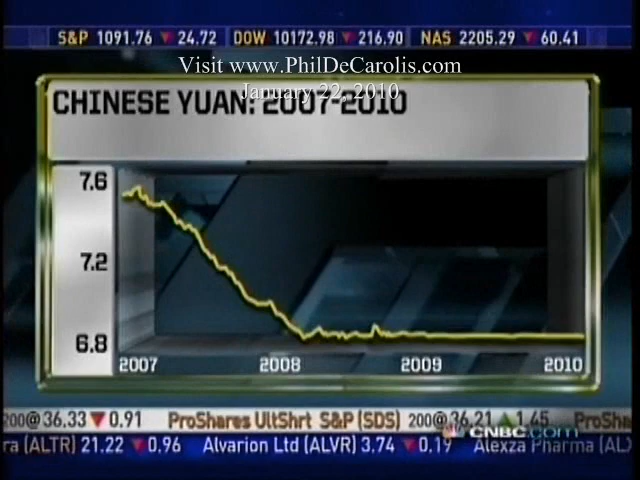 S&P 1091.76 ▼ 24.72 DOW 10172.98 ▼ 216.90 NAS 2205.29 ▼ 60.41
Visit www.PhilDeCarolis.com
January 22, 2010
CHINESE YUAN: 2007-2010
7.6
7.2
6.8
2007 2008 2009 2010
200@36.33 ▼ 0.91 ProShares UltShrt S&P (SDS) 200@36.21 ▲ 1.45 ProSha
CNBC.com
ra (ALTR) 21.22 ▼ 0.96 Alvarion Ltd (ALVR) 3.74 ▼ 0.19 Alexza Pharma (ALX